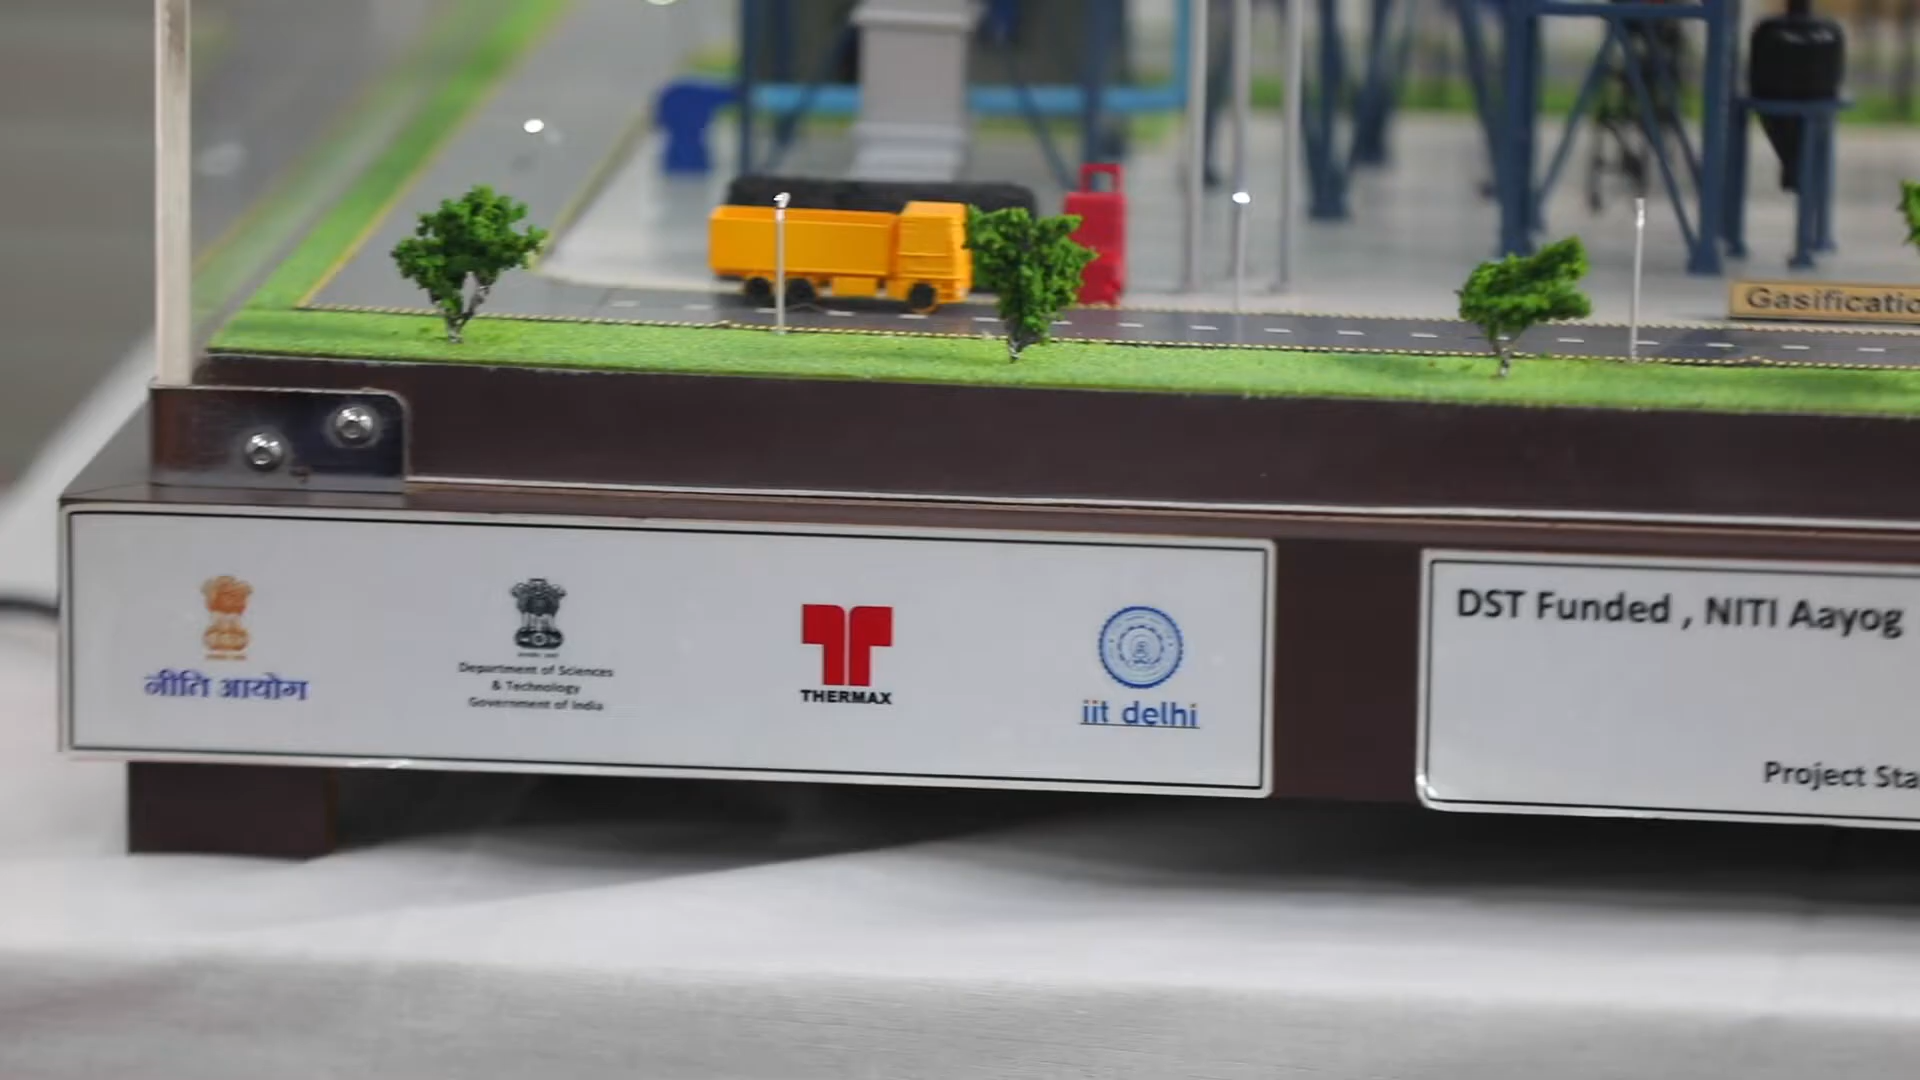 Gasificatio
नीति आयोग
Department of Sciences
& Technology
Government of India
THERMAX
iit delhi
DST Funded , NITI Aayog
Project Sta